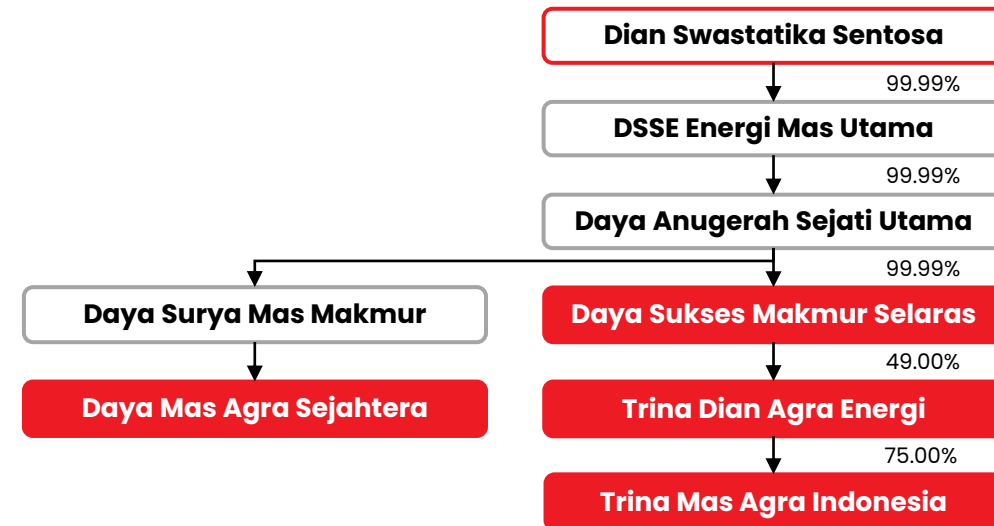 Dian Swastatika Sentosa
99.99%
DSSE Energi Mas Utama
99.99%
Daya Anugerah Sejati Utama
99.99%
Daya Surya Mas Makmur
Daya Sukses Makmur Selaras
49.00%
Daya Mas Agra Sejahtera
Trina Dian Agra Energi
75.00%
Trina Mas Agra Indonesia